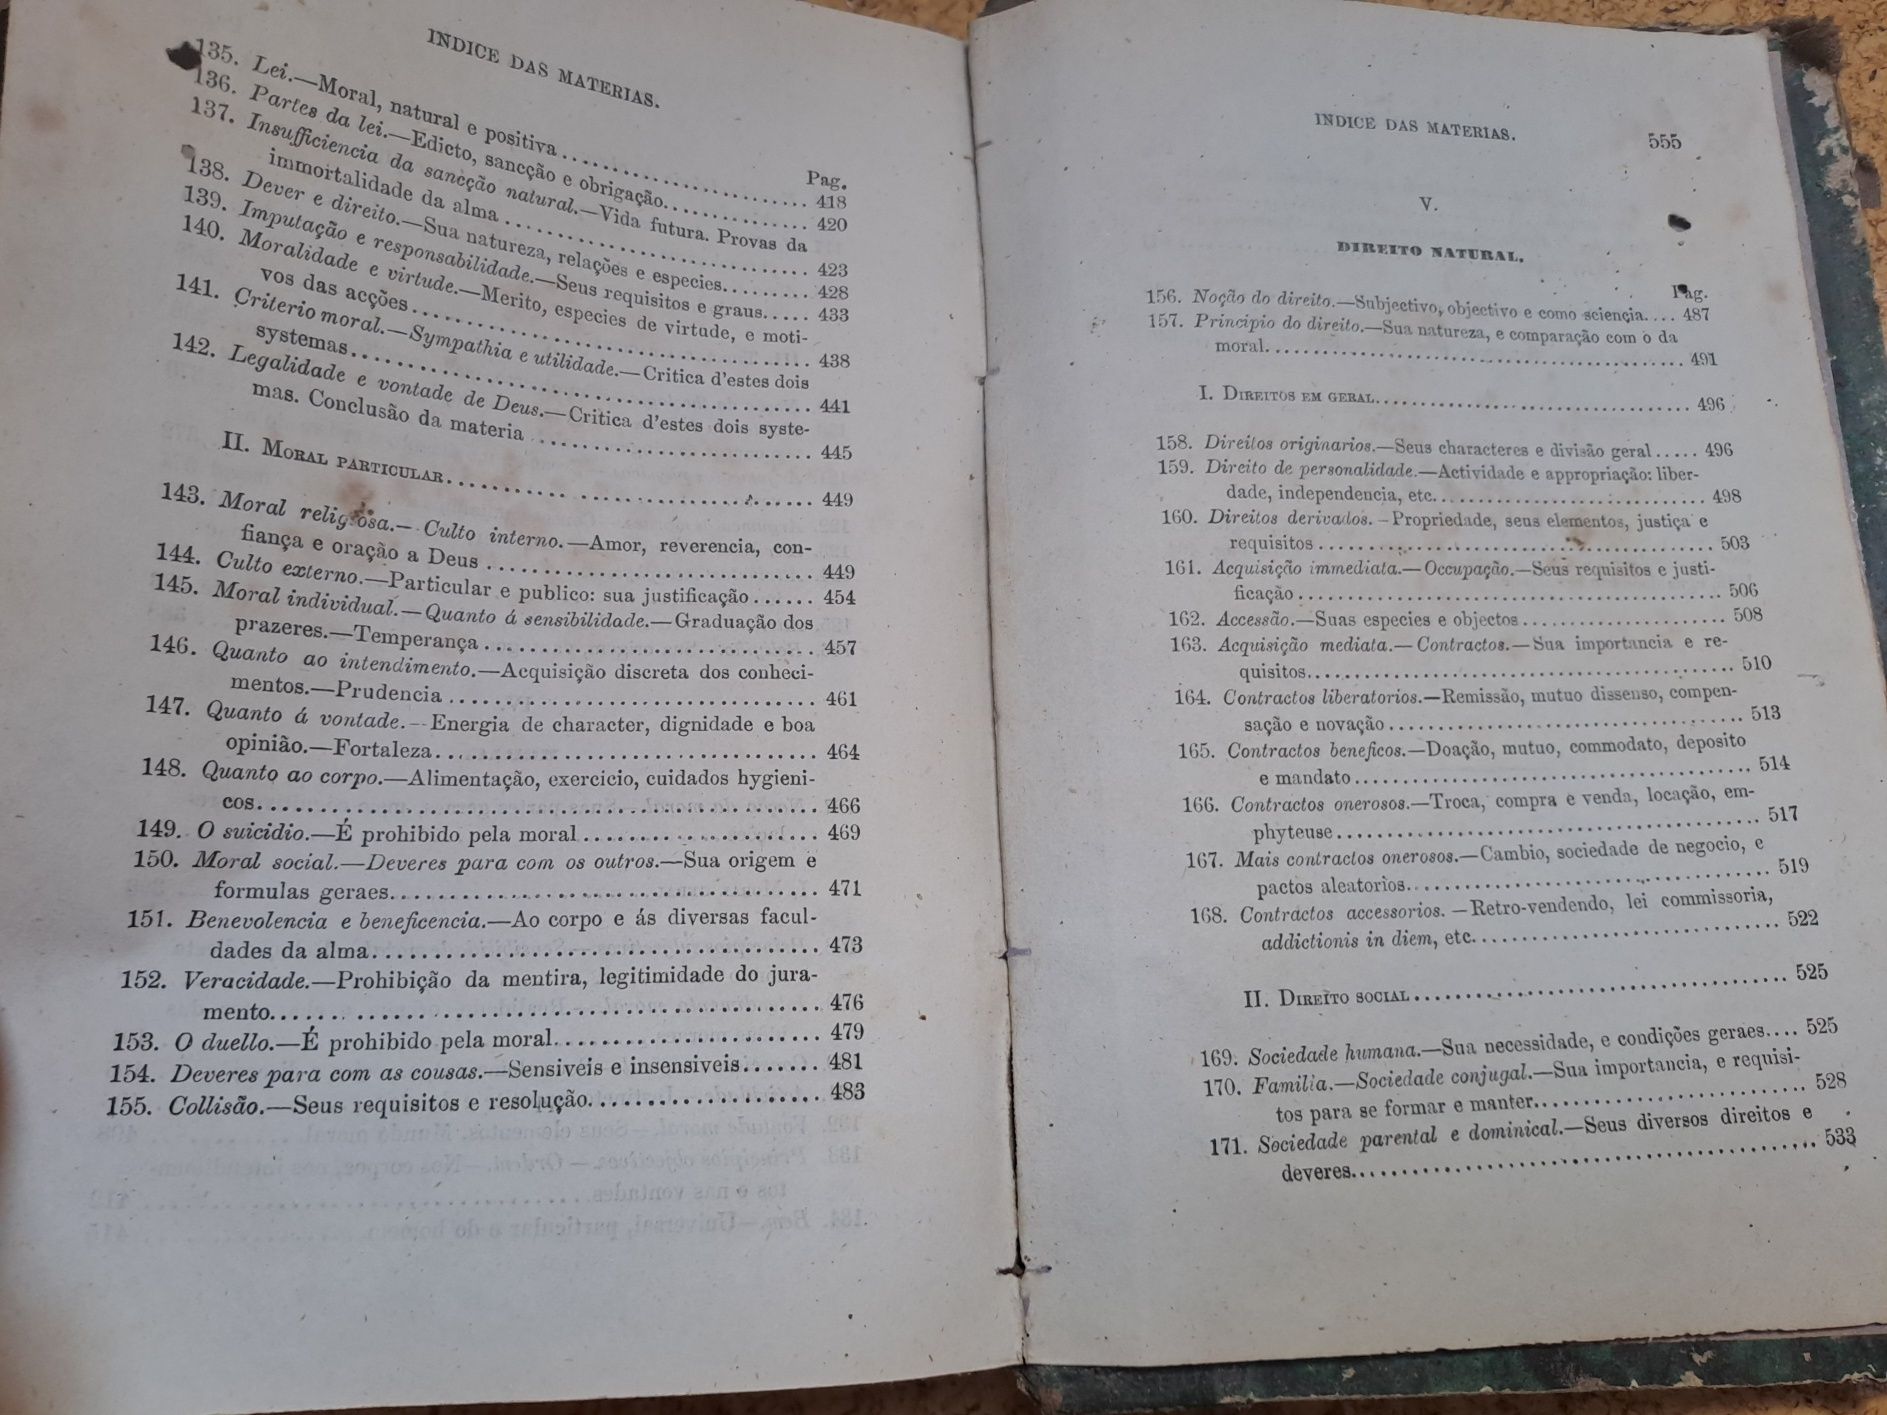 INDICE DAS MATERIAS.
Pag.
135. Lei.—Moral, natural e positiva ........ 418
136. Partes da lei.—Edicto, sancção e obrigação........ 420
137. Insufficiencia da sancção natural.—Vida futura. Provas da
immortalidade da alma ........ 423
138. Dever e direito.—Sua natureza, relações e especies........ 428
139. Imputação e responsabilidade.—Seus requisitos e graus..... 433
140. Moralidade e virtude.—Merito, especies de virtude, e moti-
vos das acções........ 438
141. Criterio moral.—Sympathia e utilidade.—Critica d'estes dois
systemas........ 441
142. Legalidade e vontade de Deus.—Critica d'estes dois syste-
mas. Conclusão da materia ........ 445
II. MORAL PARTICULAR........ 449
143. Moral religiosa.—Culto interno.—Amor, reverencia, con-
fiança e oração a Deus ........ 449
144. Culto externo.—Particular e publico: sua justificação...... 454
145. Moral individual.—Quanto á sensibilidade.—Graduação dos
prazeres.—Temperança ........ 457
146. Quanto ao intendimento.—Acquisição discreta dos conheci-
mentos.—Prudencia ........ 461
147. Quanto á vontade.—Energia de character, dignidade e boa
opinião.—Fortaleza........ 464
148. Quanto ao corpo.—Alimentação, exercicio, cuidados hygieni-
cos........ 466
149. O suicidio.—É prohibido pela moral........ 469
150. Moral social.—Deveres para com os outros.—Sua origem e
formulas geraes........ 471
151. Benevolencia e beneficencia.—Ao corpo e ás diversas facul-
dades da alma........ 473
152. Veracidade.—Prohibição da mentira, legitimidade do jura-
mento........ 476
153. O duello.—É prohibido pela moral........ 479
154. Deveres para com as cousas.—Sensiveis e insensiveis....... 481
155. Collisão.—Seus requisitos e resolução........ 483
INDICE DAS MATERIAS. 555
V.
DIREITO NATURAL.
Pag.
156. Noção do direito.—Subjectivo, objectivo e como sciencia.... 487
157. Principio do direito.—Sua natureza, e comparação com o da
moral........ 491
I. DIREITOS EM GERAL........ 496
158. Direitos originarios.—Seus characteres e divisão geral ..... 496
159. Direito de personalidade.—Actividade e appropriação: liber-
dade, independencia, etc........ 498
160. Direitos derivados.—Propriedade, seus elementos, justiça e
requisitos ........ 503
161. Acquisição immediata.—Occupação.—Seus requisitos e justi-
ficação ........ 506
162. Accessão.—Suas especies e objectos ........ 508
163. Acquisição mediata.—Contractos.—Sua importancia e re-
quisitos........ 510
164. Contractos liberatorios.—Remissão, mutuo dissenso, compen-
sação e novação ........ 513
165. Contractos beneficos.—Doação, mutuo, commodato, deposito
e mandato ........ 514
166. Contractos onerosos.—Troca, compra e venda, locação, em-
phyteuse ........ 517
167. Mais contractos onerosos.—Cambio, sociedade de negocio, e
pactos aleatorios........ 519
168. Contractos accessorios.—Retro-vendendo, lei commissoria,
addictionis in diem, etc........ 522
II. DIREITO SOCIAL ........ 525
169. Sociedade humana.—Sua necessidade, e condições geraes.... 525
170. Familia.—Sociedade conjugal.—Sua importancia, e requisi-
tos para se formar e manter........ 528
171. Sociedade parental e dominical.—Seus diversos direitos e
deveres........ 533